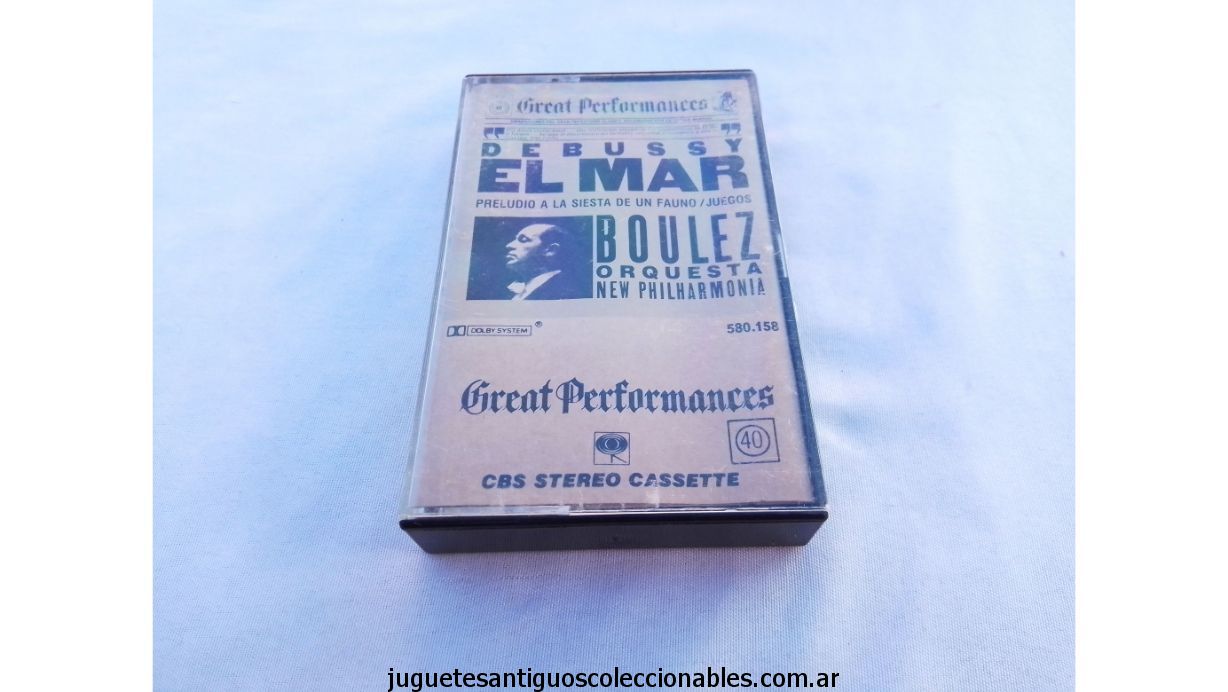 Great Performances
"DEBUSSY"
EL MAR
PRELUDIO A LA SIESTA DE UN FAUNO/JUEGOS
BOULEZ
ORQUESTA
NEW PHILHARMONIA
DOLBY SYSTEM ®
580.158
Great Performances
40
CBS STEREO CASSETTE
juguetesantiguoscoleccionables.com.ar